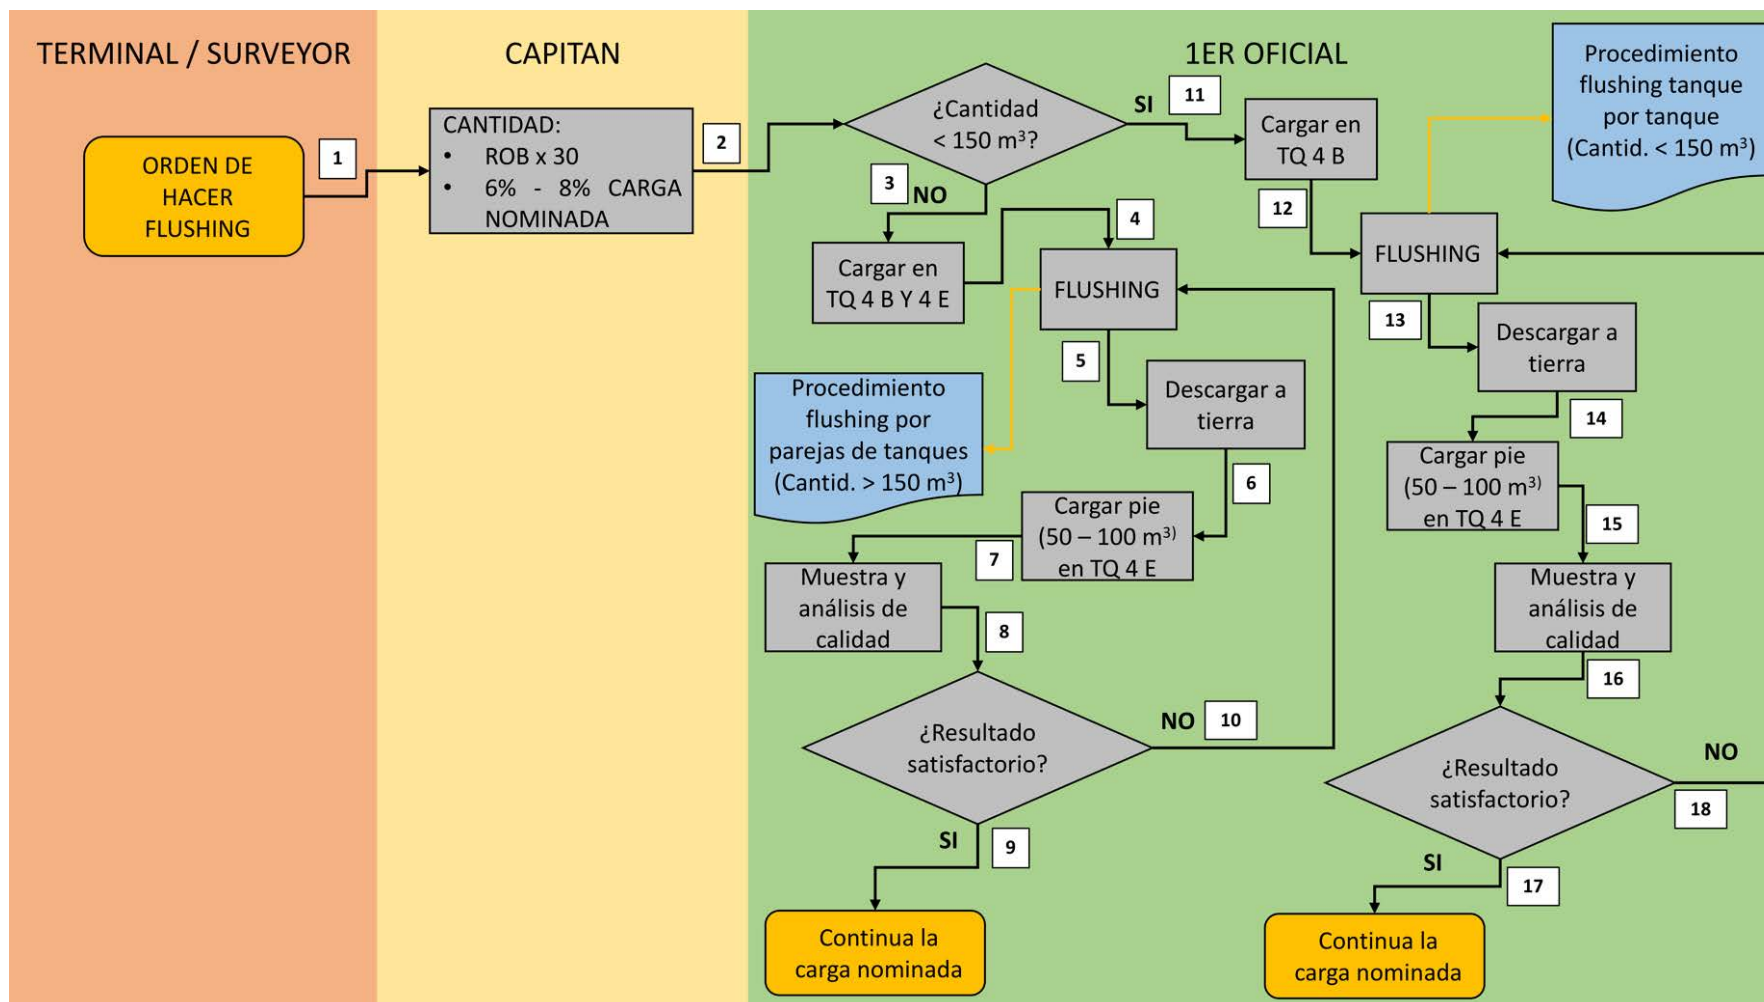 TERMINAL / SURVEYOR
CAPITAN
1ER OFICIAL
ORDEN DE
HACER
FLUSHING
1
CANTIDAD:
• ROB x 30
• 6% - 8% CARGA
NOMINADA
2
¿Cantidad
< 150 m³?
SI
11
Cargar en
TQ 4 B
Procedimiento
flushing tanque
por tanque
(Cantid. < 150 m³)
3
NO
4
12
Cargar en
TQ 4 B Y 4 E
FLUSHING
FLUSHING
5
13
Descargar a
tierra
Procedimiento
flushing por
parejas de tanques
(Cantid. > 150 m³)
Descargar a
tierra
14
6
Cargar pie
(50 – 100 m³⁾
en TQ 4 E
Cargar pie
(50 – 100 m³⁾
en TQ 4 E
15
7
Muestra y
análisis de
calidad
Muestra y
análisis de
calidad
8
16
¿Resultado
satisfactorio?
NO
10
¿Resultado
satisfactorio?
NO
18
SI
9
SI
17
Continua la
carga nominada
Continua la
carga nominada